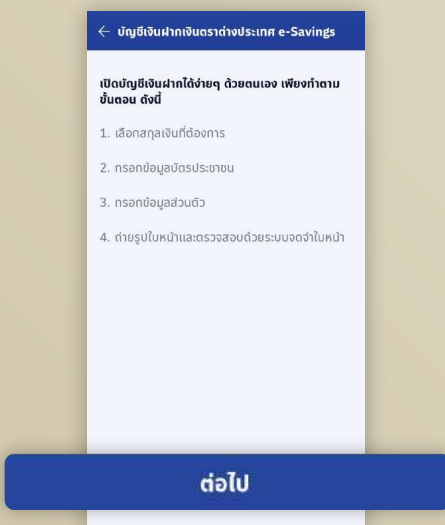 ← บัญชีเงินฝากเงินตราต่างประเทศ e-Savings
เปิดบัญชีเงินฝากได้ง่ายๆ ด้วยตนเอง เพียงทำตาม
ขั้นตอน ดังนี้
1. เลือกสกุลเงินที่ต้องการ
2. กรอกข้อมูลบัตรประชาชน
3. กรอกข้อมูลส่วนตัว
4. ถ่ายรูปใบหน้าและตรวจสอบด้วยระบบจดจำใบหน้า
ต่อไป